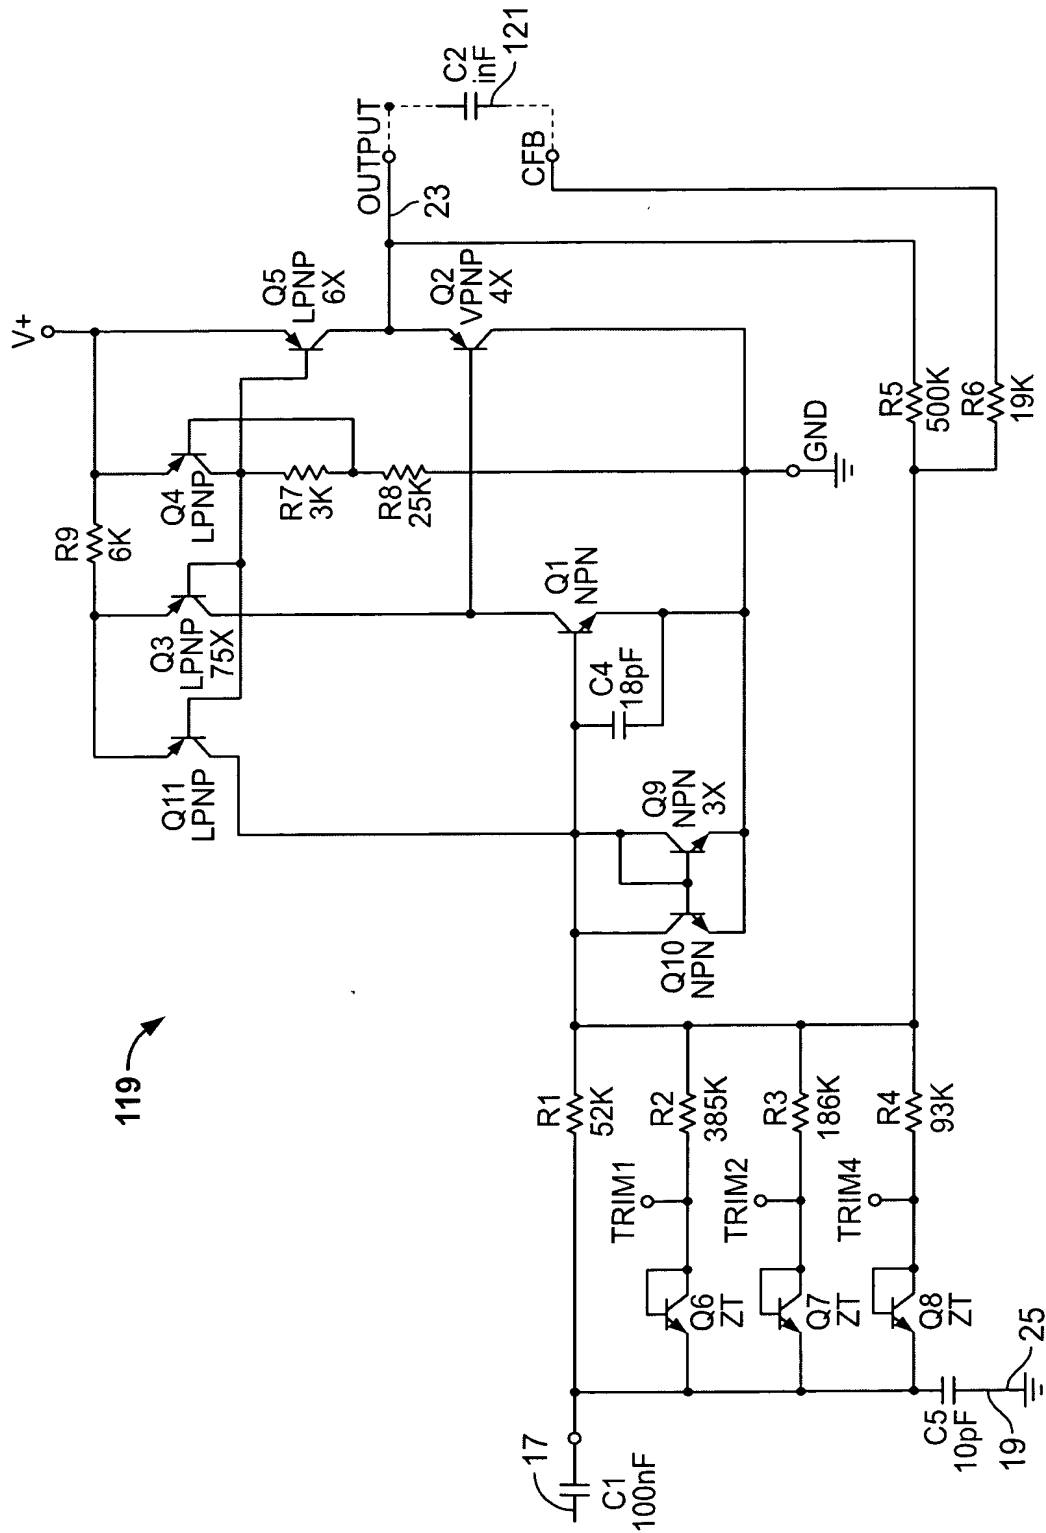 119
V+
R9
6K
Q11
LPNP
Q3
LPNP
75X
Q4
LPNP
R7
3K
R8
25K
Q5
LPNP
6X
Q2
VPNP
4X
OUTPUT
23
C2
inF
121
CFB
Q1
NPN
C4
18pF
GND
Q9
NPN
3X
Q10
NPN
R5
500K
R6
19K
R1
52K
R2
385K
R3
186K
R4
93K
TRIM1
TRIM2
TRIM4
Q6
ZT
Q7
ZT
Q8
ZT
17
C1
100nF
C5
10pF
19
25